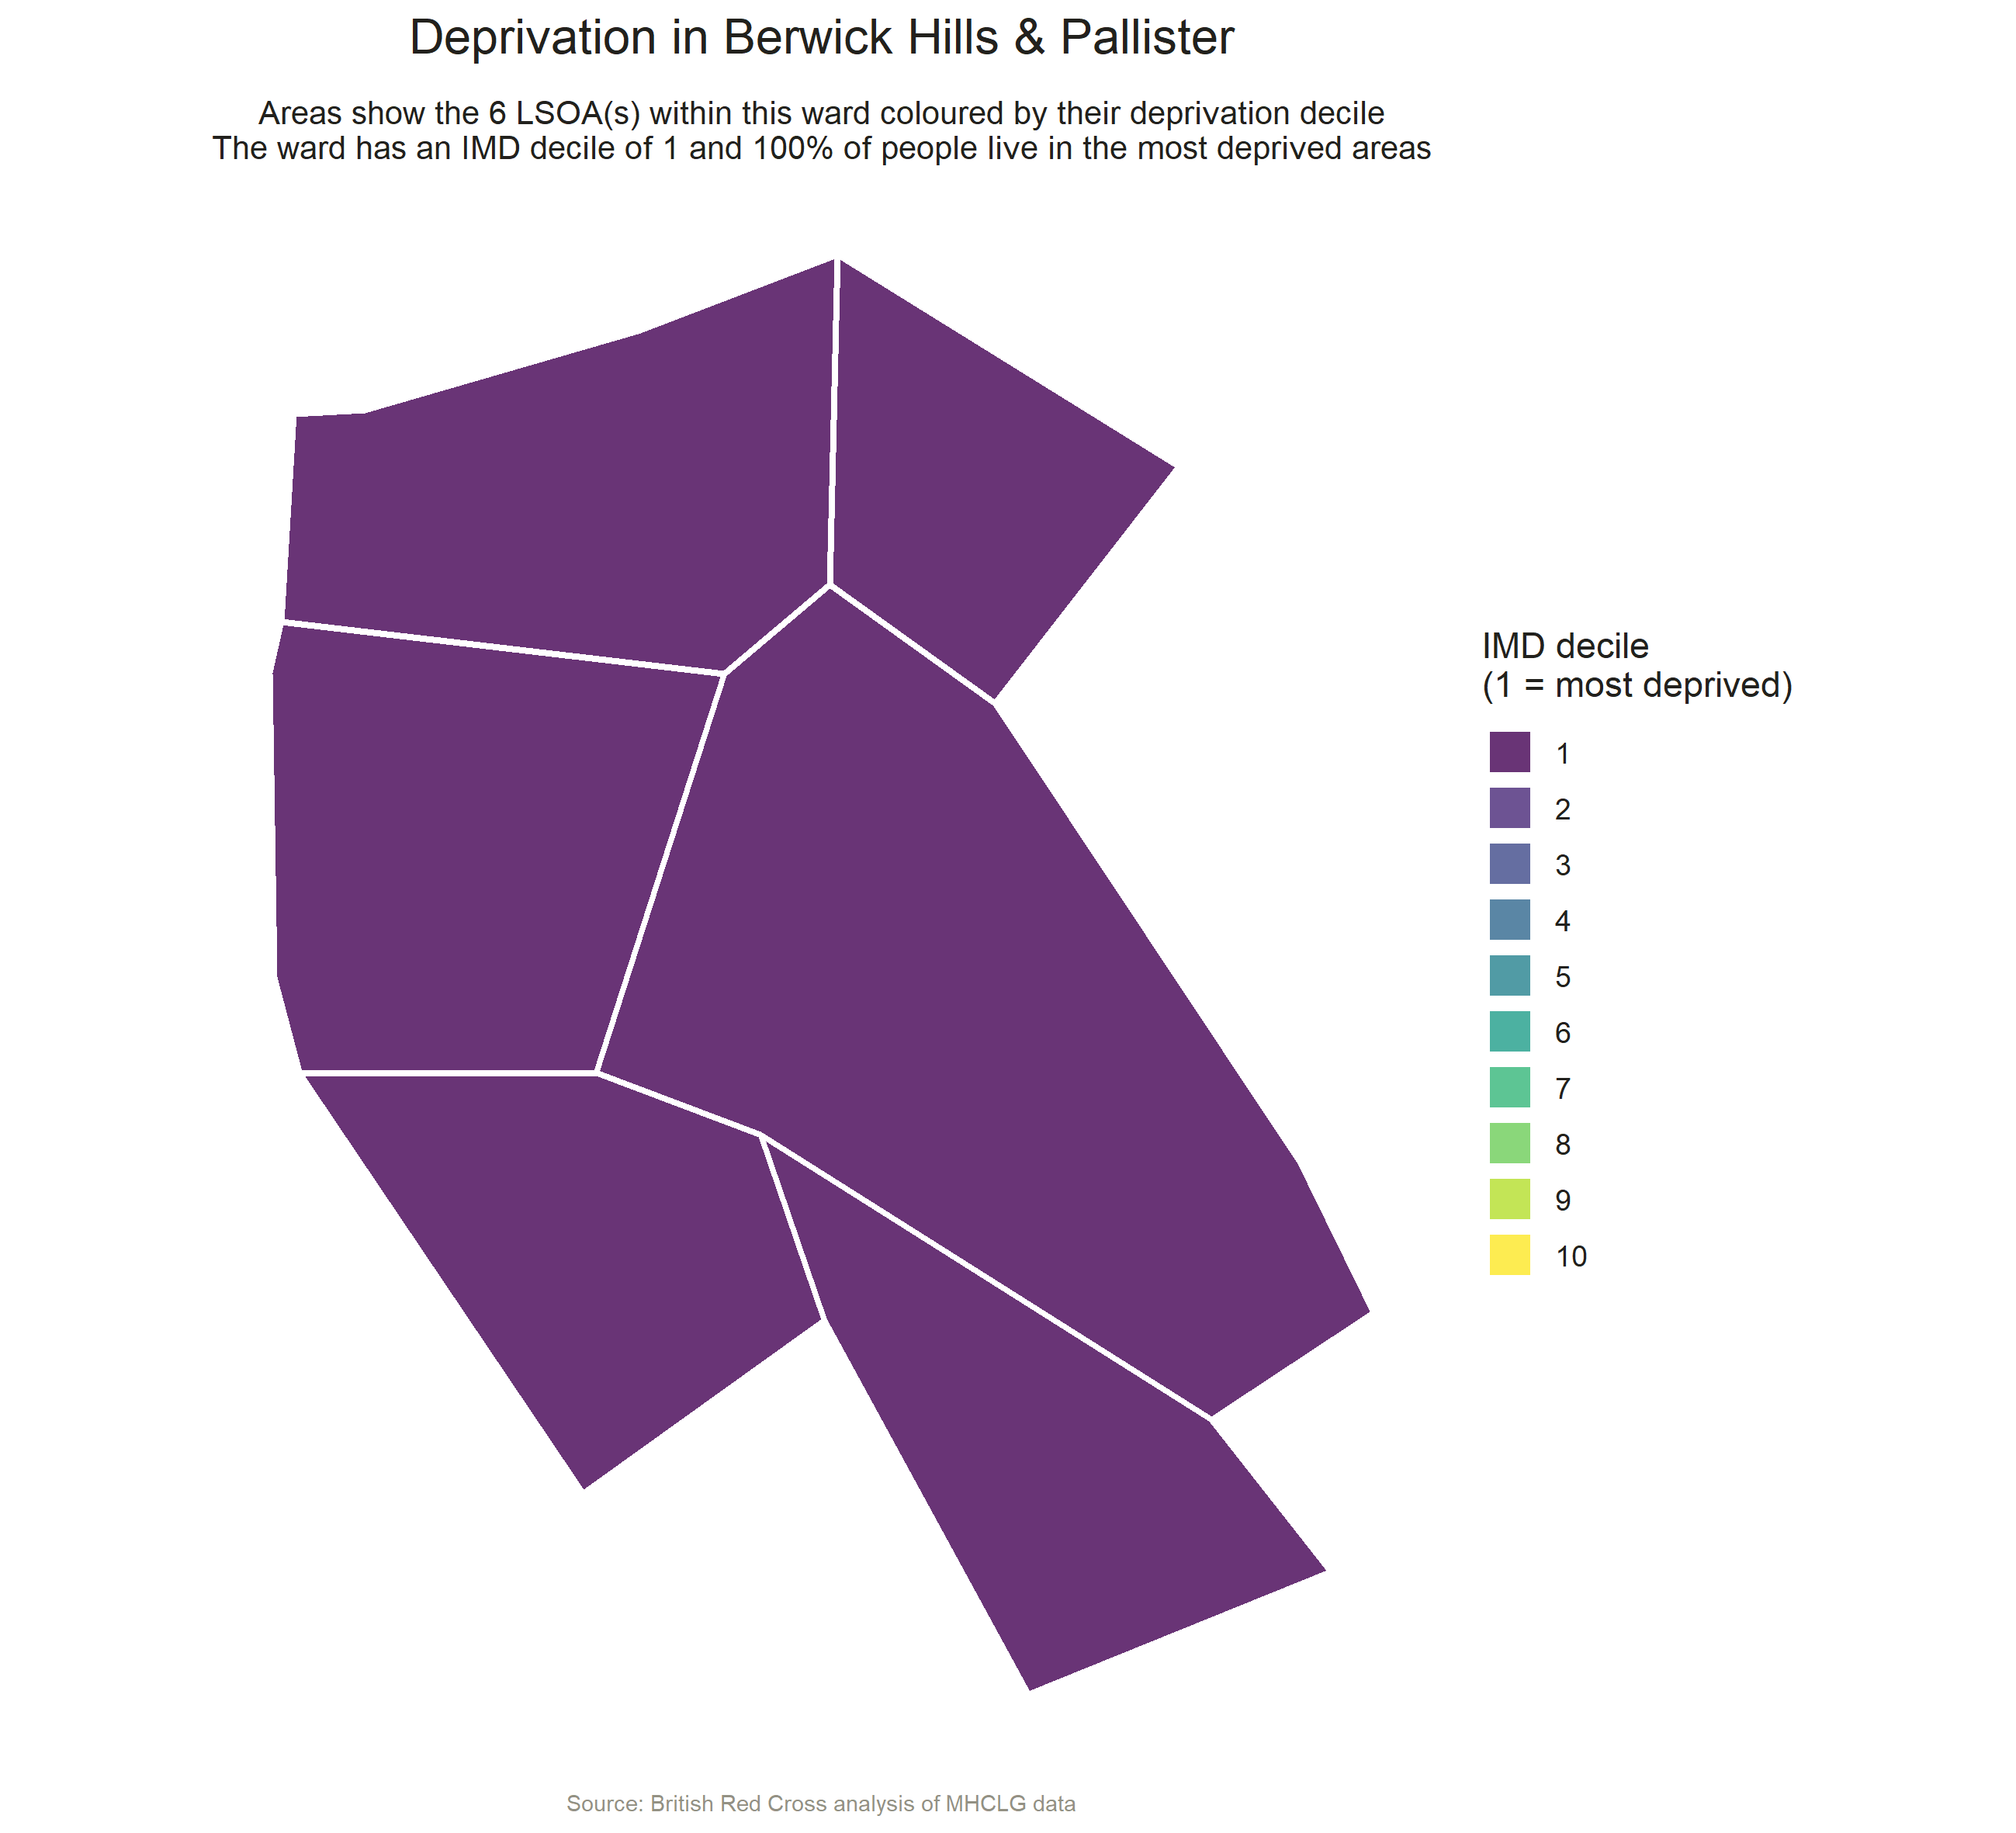 Deprivation in Berwick Hills & Pallister
Areas show the 6 LSOA(s) within this ward coloured by their deprivation decile
The ward has an IMD decile of 1 and 100% of people live in the most deprived areas
IMD decile
(1 = most deprived)
1
2
3
4
5
6
7
8
9
10
Source: British Red Cross analysis of MHCLG data